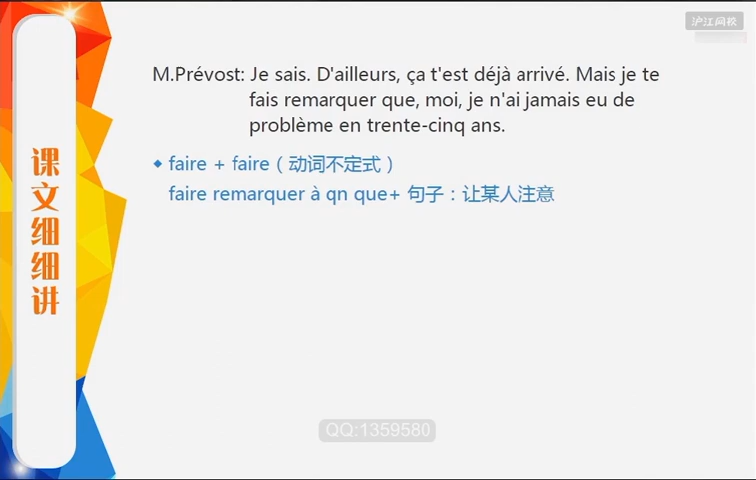 沪江网校
M.Prévost: Je sais. D'ailleurs, ça t'est déjà arrivé. Mais je te
fais remarquer que, moi, je n'ai jamais eu de
problème en trente-cinq ans.
◆ faire + faire（动词不定式）
faire remarquer à qn que+ 句子：让某人注意
课文细细讲
QQ:1359580